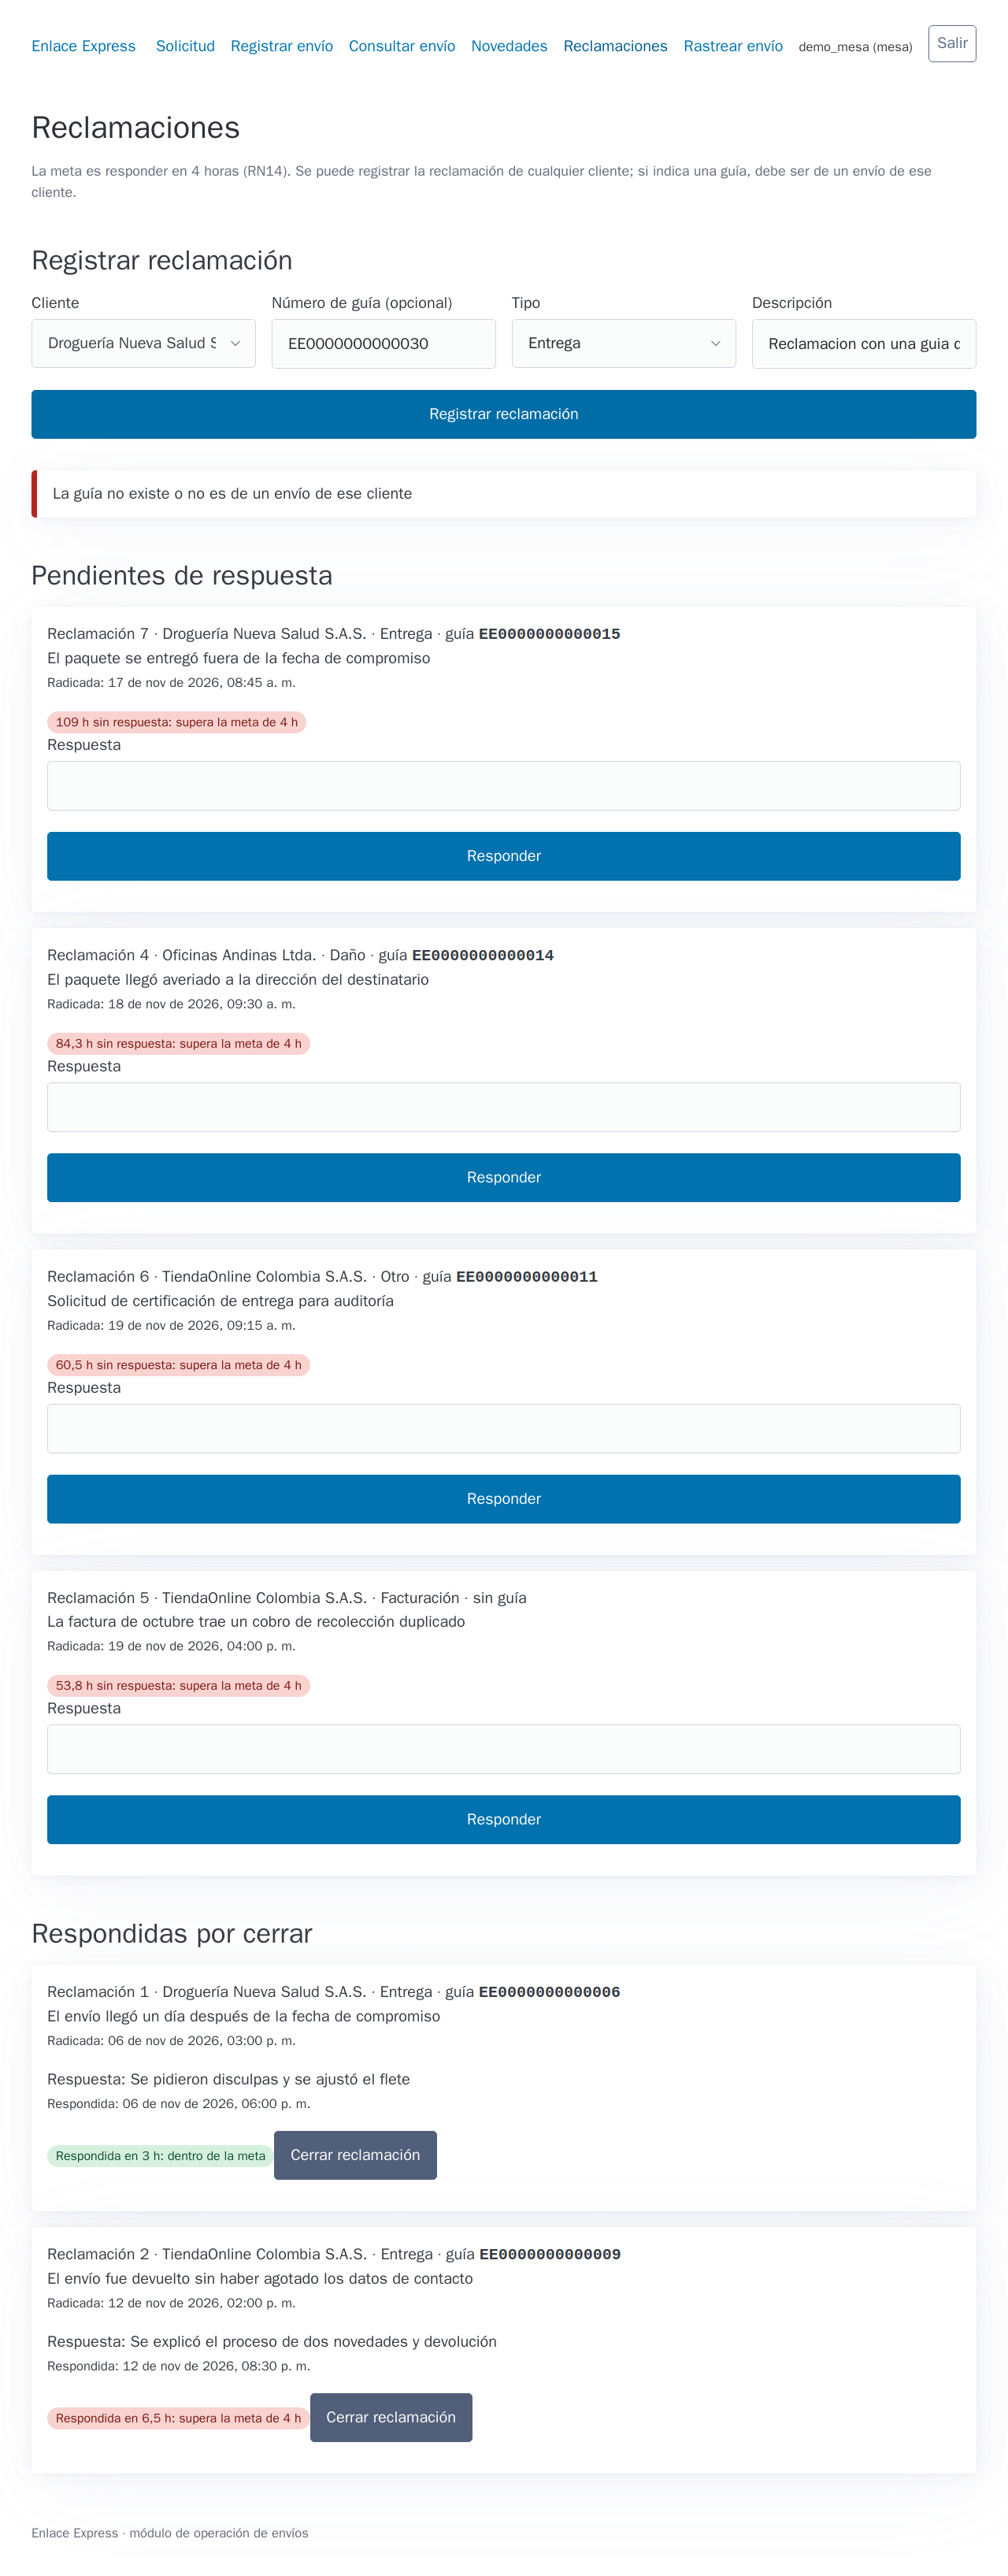 Enlace Express Solicitud Registrar envío Consultar envío Novedades Reclamaciones Rastrear envío demo_mesa (mesa) Salir
Reclamaciones
La meta es responder en 4 horas (RN14). Se puede registrar la reclamación de cualquier cliente; si indica una guía, debe ser de un envío de ese
cliente.
Registrar reclamación
Cliente Número de guía (opcional) Tipo Descripción
Droguería Nueva Salud S EE0000000000030 Entrega Reclamacion con una guia d
Registrar reclamación
La guía no existe o no es de un envío de ese cliente
Pendientes de respuesta
Reclamación 7 · Droguería Nueva Salud S.A.S. · Entrega · guía EE0000000000015
El paquete se entregó fuera de la fecha de compromiso
Radicada: 17 de nov de 2026, 08:45 a. m.
109 h sin respuesta: supera la meta de 4 h
Respuesta
Responder
Reclamación 4 · Oficinas Andinas Ltda. · Daño · guía EE0000000000014
El paquete llegó averiado a la dirección del destinatario
Radicada: 18 de nov de 2026, 09:30 a. m.
84,3 h sin respuesta: supera la meta de 4 h
Respuesta
Responder
Reclamación 6 · TiendaOnline Colombia S.A.S. · Otro · guía EE0000000000011
Solicitud de certificación de entrega para auditoría
Radicada: 19 de nov de 2026, 09:15 a. m.
60,5 h sin respuesta: supera la meta de 4 h
Respuesta
Responder
Reclamación 5 · TiendaOnline Colombia S.A.S. · Facturación · sin guía
La factura de octubre trae un cobro de recolección duplicado
Radicada: 19 de nov de 2026, 04:00 p. m.
53,8 h sin respuesta: supera la meta de 4 h
Respuesta
Responder
Respondidas por cerrar
Reclamación 1 · Droguería Nueva Salud S.A.S. · Entrega · guía EE0000000000006
El envío llegó un día después de la fecha de compromiso
Radicada: 06 de nov de 2026, 03:00 p. m.
Respuesta: Se pidieron disculpas y se ajustó el flete
Respondida: 06 de nov de 2026, 06:00 p. m.
Respondida en 3 h: dentro de la meta Cerrar reclamación
Reclamación 2 · TiendaOnline Colombia S.A.S. · Entrega · guía EE0000000000009
El envío fue devuelto sin haber agotado los datos de contacto
Radicada: 12 de nov de 2026, 02:00 p. m.
Respuesta: Se explicó el proceso de dos novedades y devolución
Respondida: 12 de nov de 2026, 08:30 p. m.
Respondida en 6,5 h: supera la meta de 4 h Cerrar reclamación
Enlace Express · módulo de operación de envíos